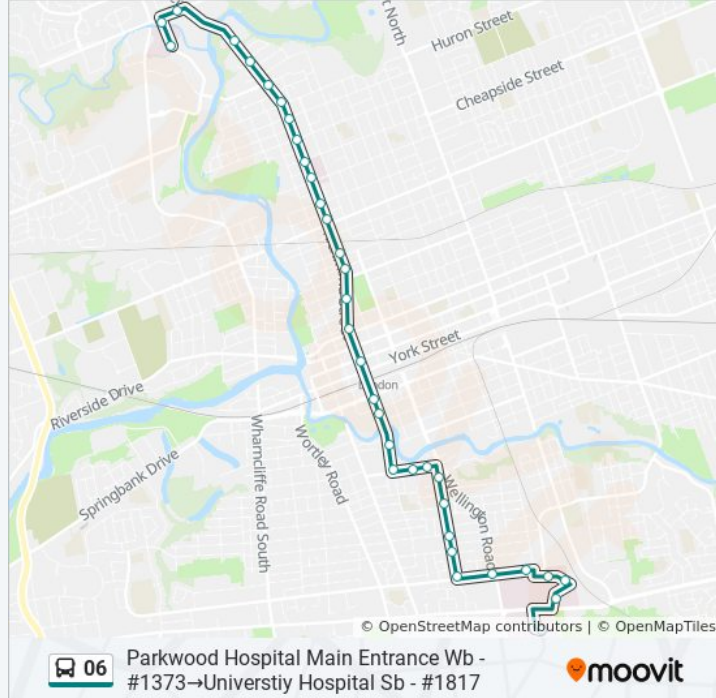 t North
Huron Street
Cheapside Street
York Street
Riverside Drive
Springbank Drive
Wharncliffe Road South
Wortley Road
Wellington Road
© OpenStreetMap contributors | © OpenMapTiles
06
Parkwood Hospital Main Entrance Wb -
#1373→Universtiy Hospital Sb - #1817
moovit